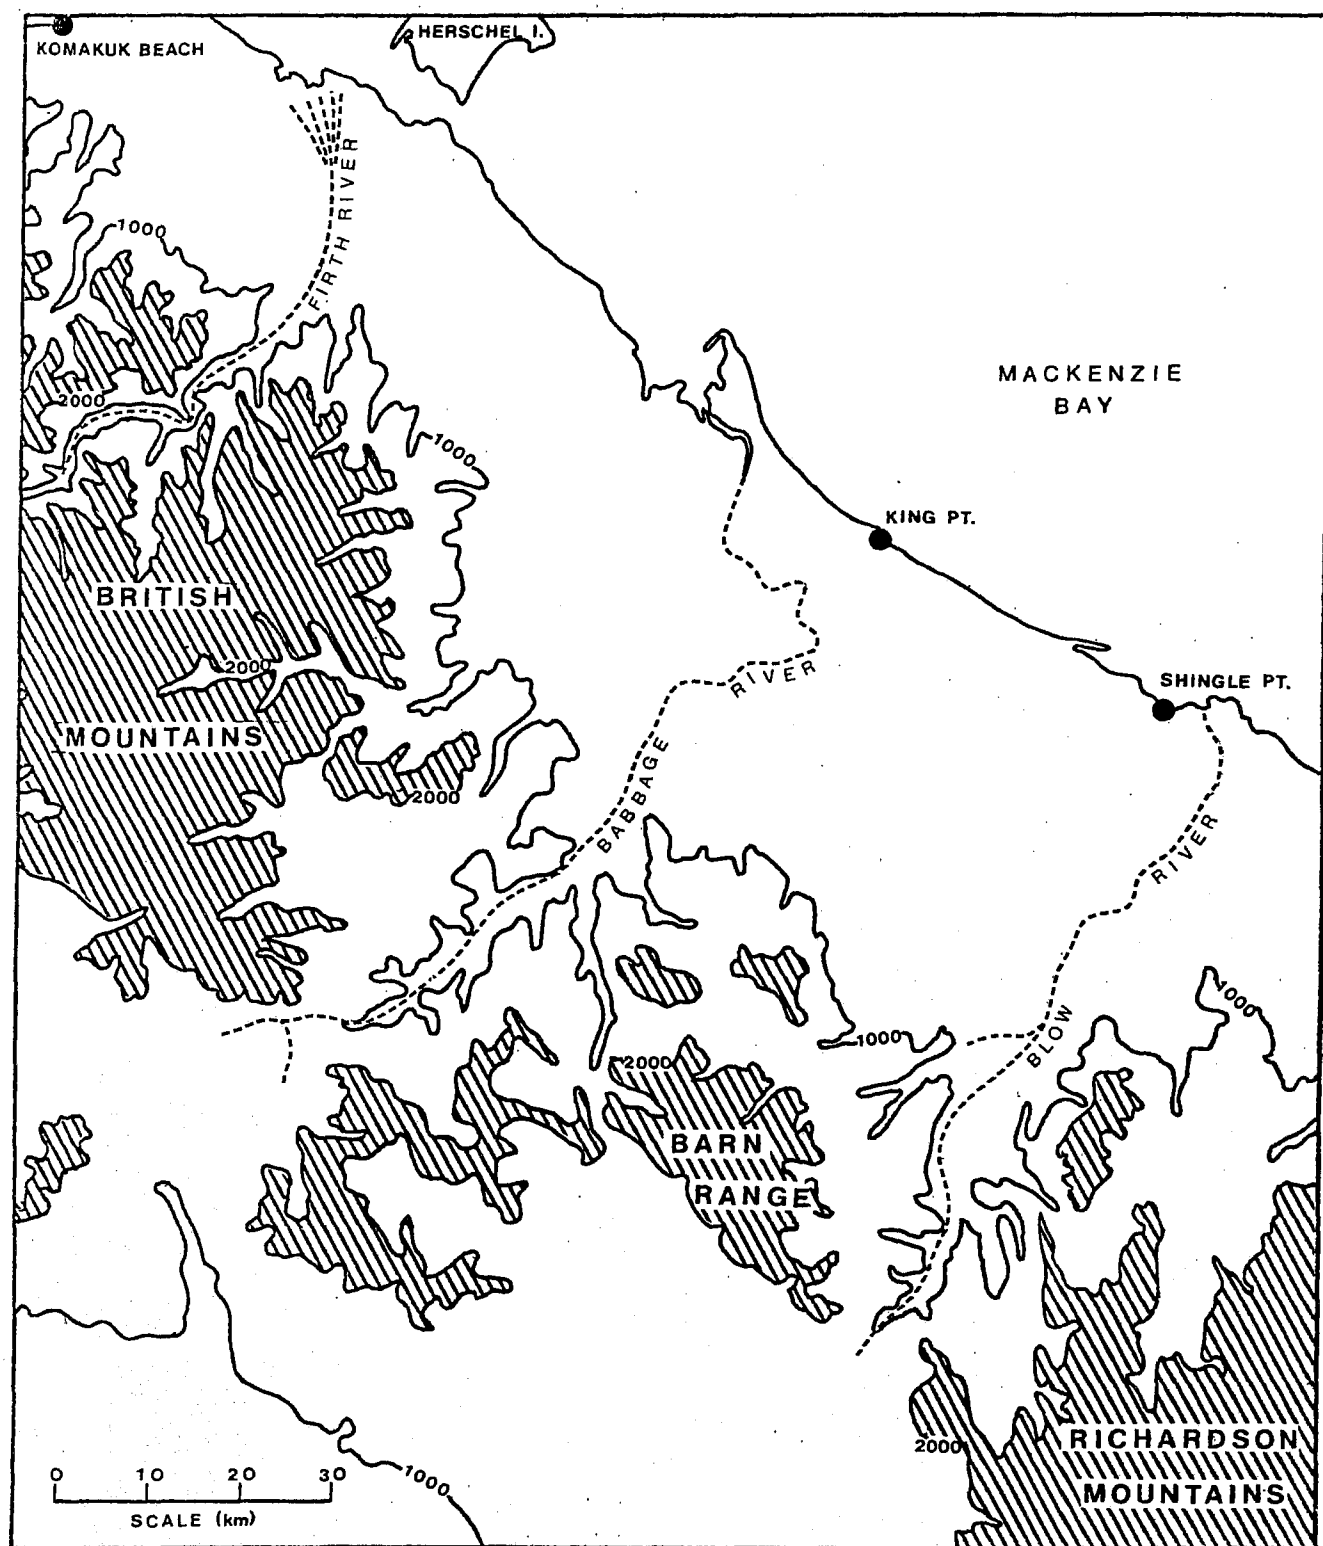 HERSCHEL I.
KOMAKUK BEACH
FIRTH RIVER
1000
2000
1000
MACKENZIE
BAY
KING PT.
BRITISH
2000
MOUNTAINS
2000
BABBAGE
RIVER
SHINGLE PT.
BLOW
RIVER
1000
1000
2000
BARN
RANGE
2000
RICHARDSON
MOUNTAINS
1000
0 10 20 30
SCALE (km)